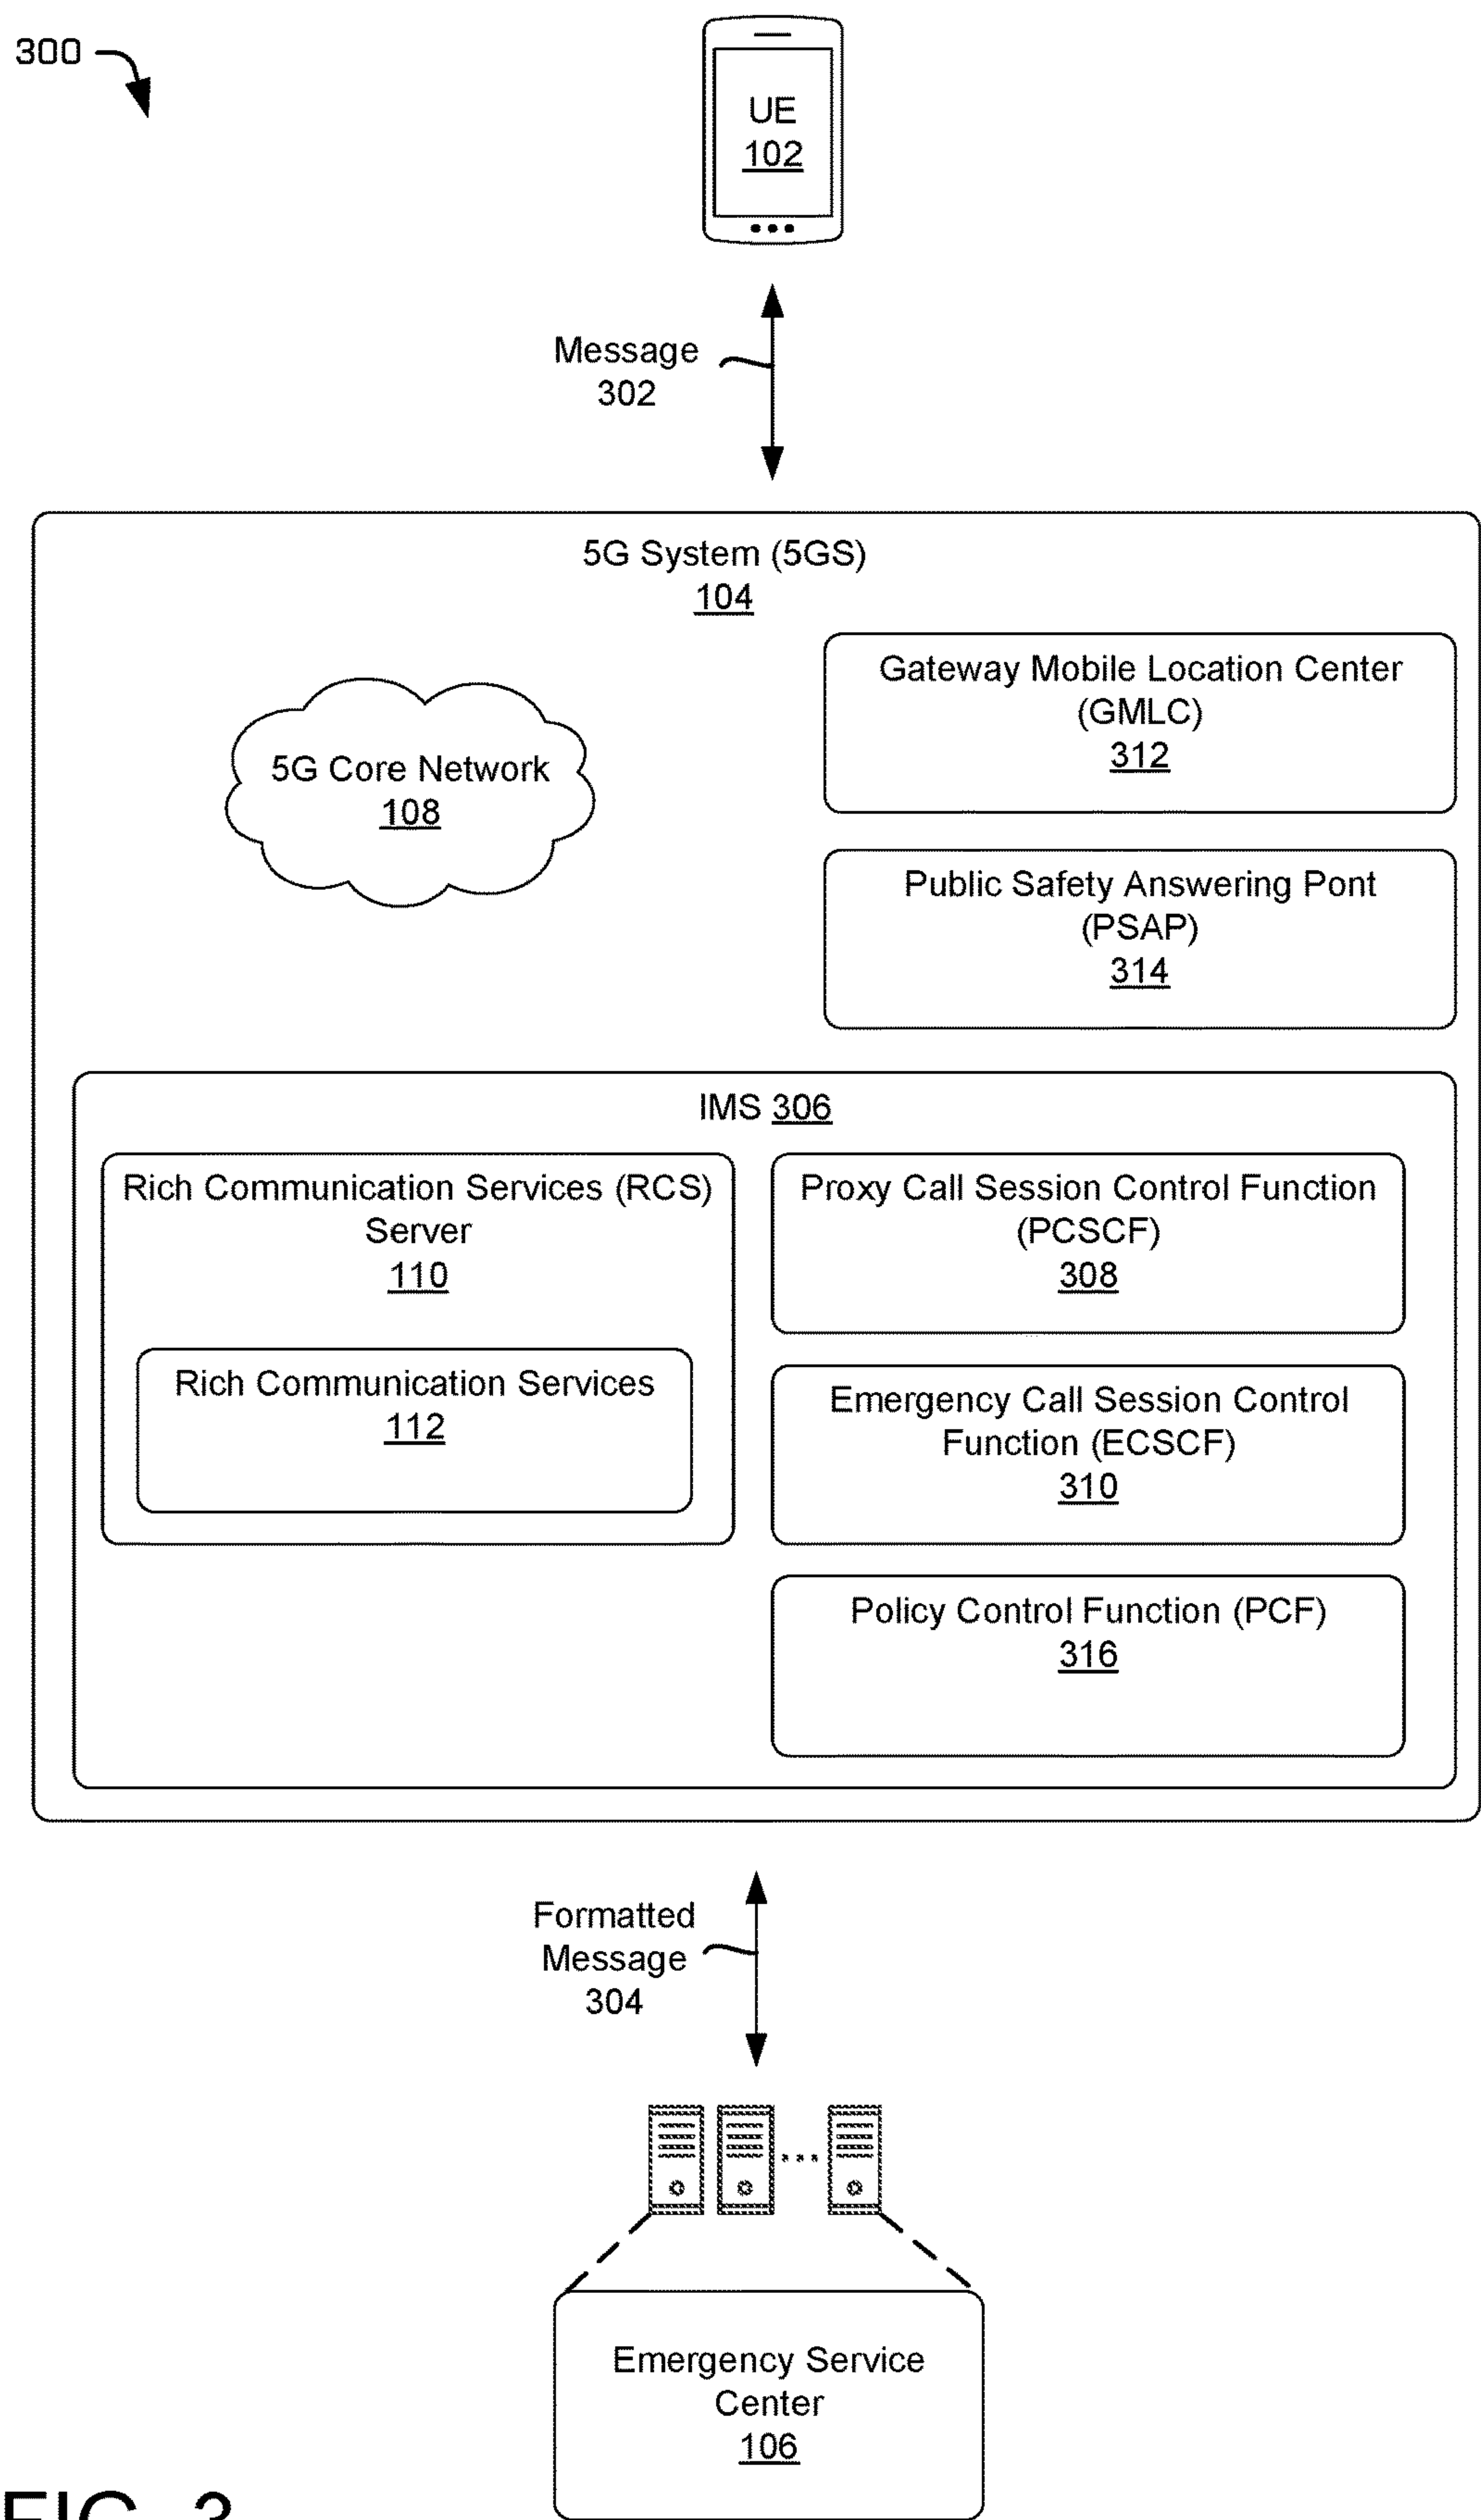 300
UE
102
Message
302
5G System (5GS)
104
Gateway Mobile Location Center
(GMLC)
312
5G Core Network
108
Public Safety Answering Pont
(PSAP)
314
IMS 306
Rich Communication Services (RCS)
Server
110
Rich Communication Services
112
Proxy Call Session Control Function
(PCSCF)
308
Emergency Call Session Control
Function (ECSCF)
310
Policy Control Function (PCF)
316
Formatted
Message
304
Emergency Service
Center
106
FIG. 3